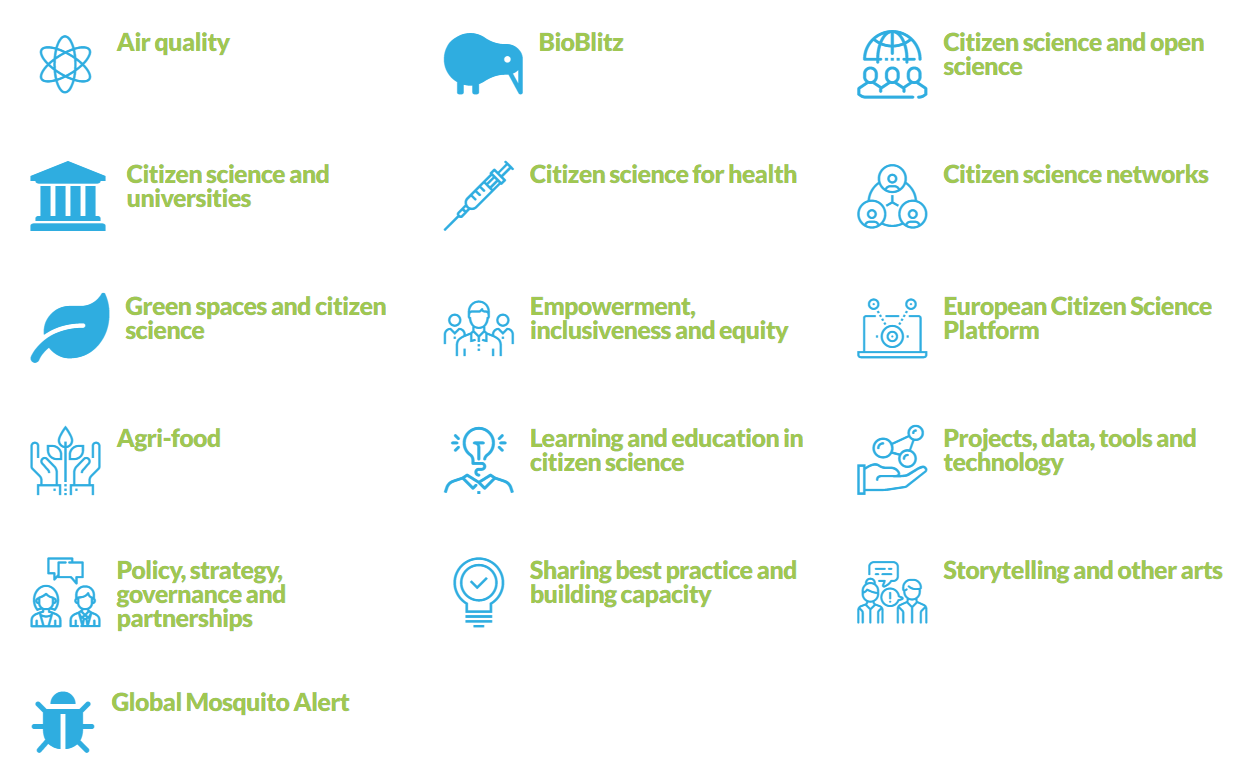 Air quality
BioBlitz
Citizen science and open
science
Citizen science and
universities
Citizen science for health
Citizen science networks
Green spaces and citizen
science
Empowerment,
inclusiveness and equity
European Citizen Science
Platform
Agri-food
Learning and education in
citizen science
Projects, data, tools and
technology
Policy, strategy,
governance and
partnerships
Sharing best practice and
building capacity
Storytelling and other arts
Global Mosquito Alert